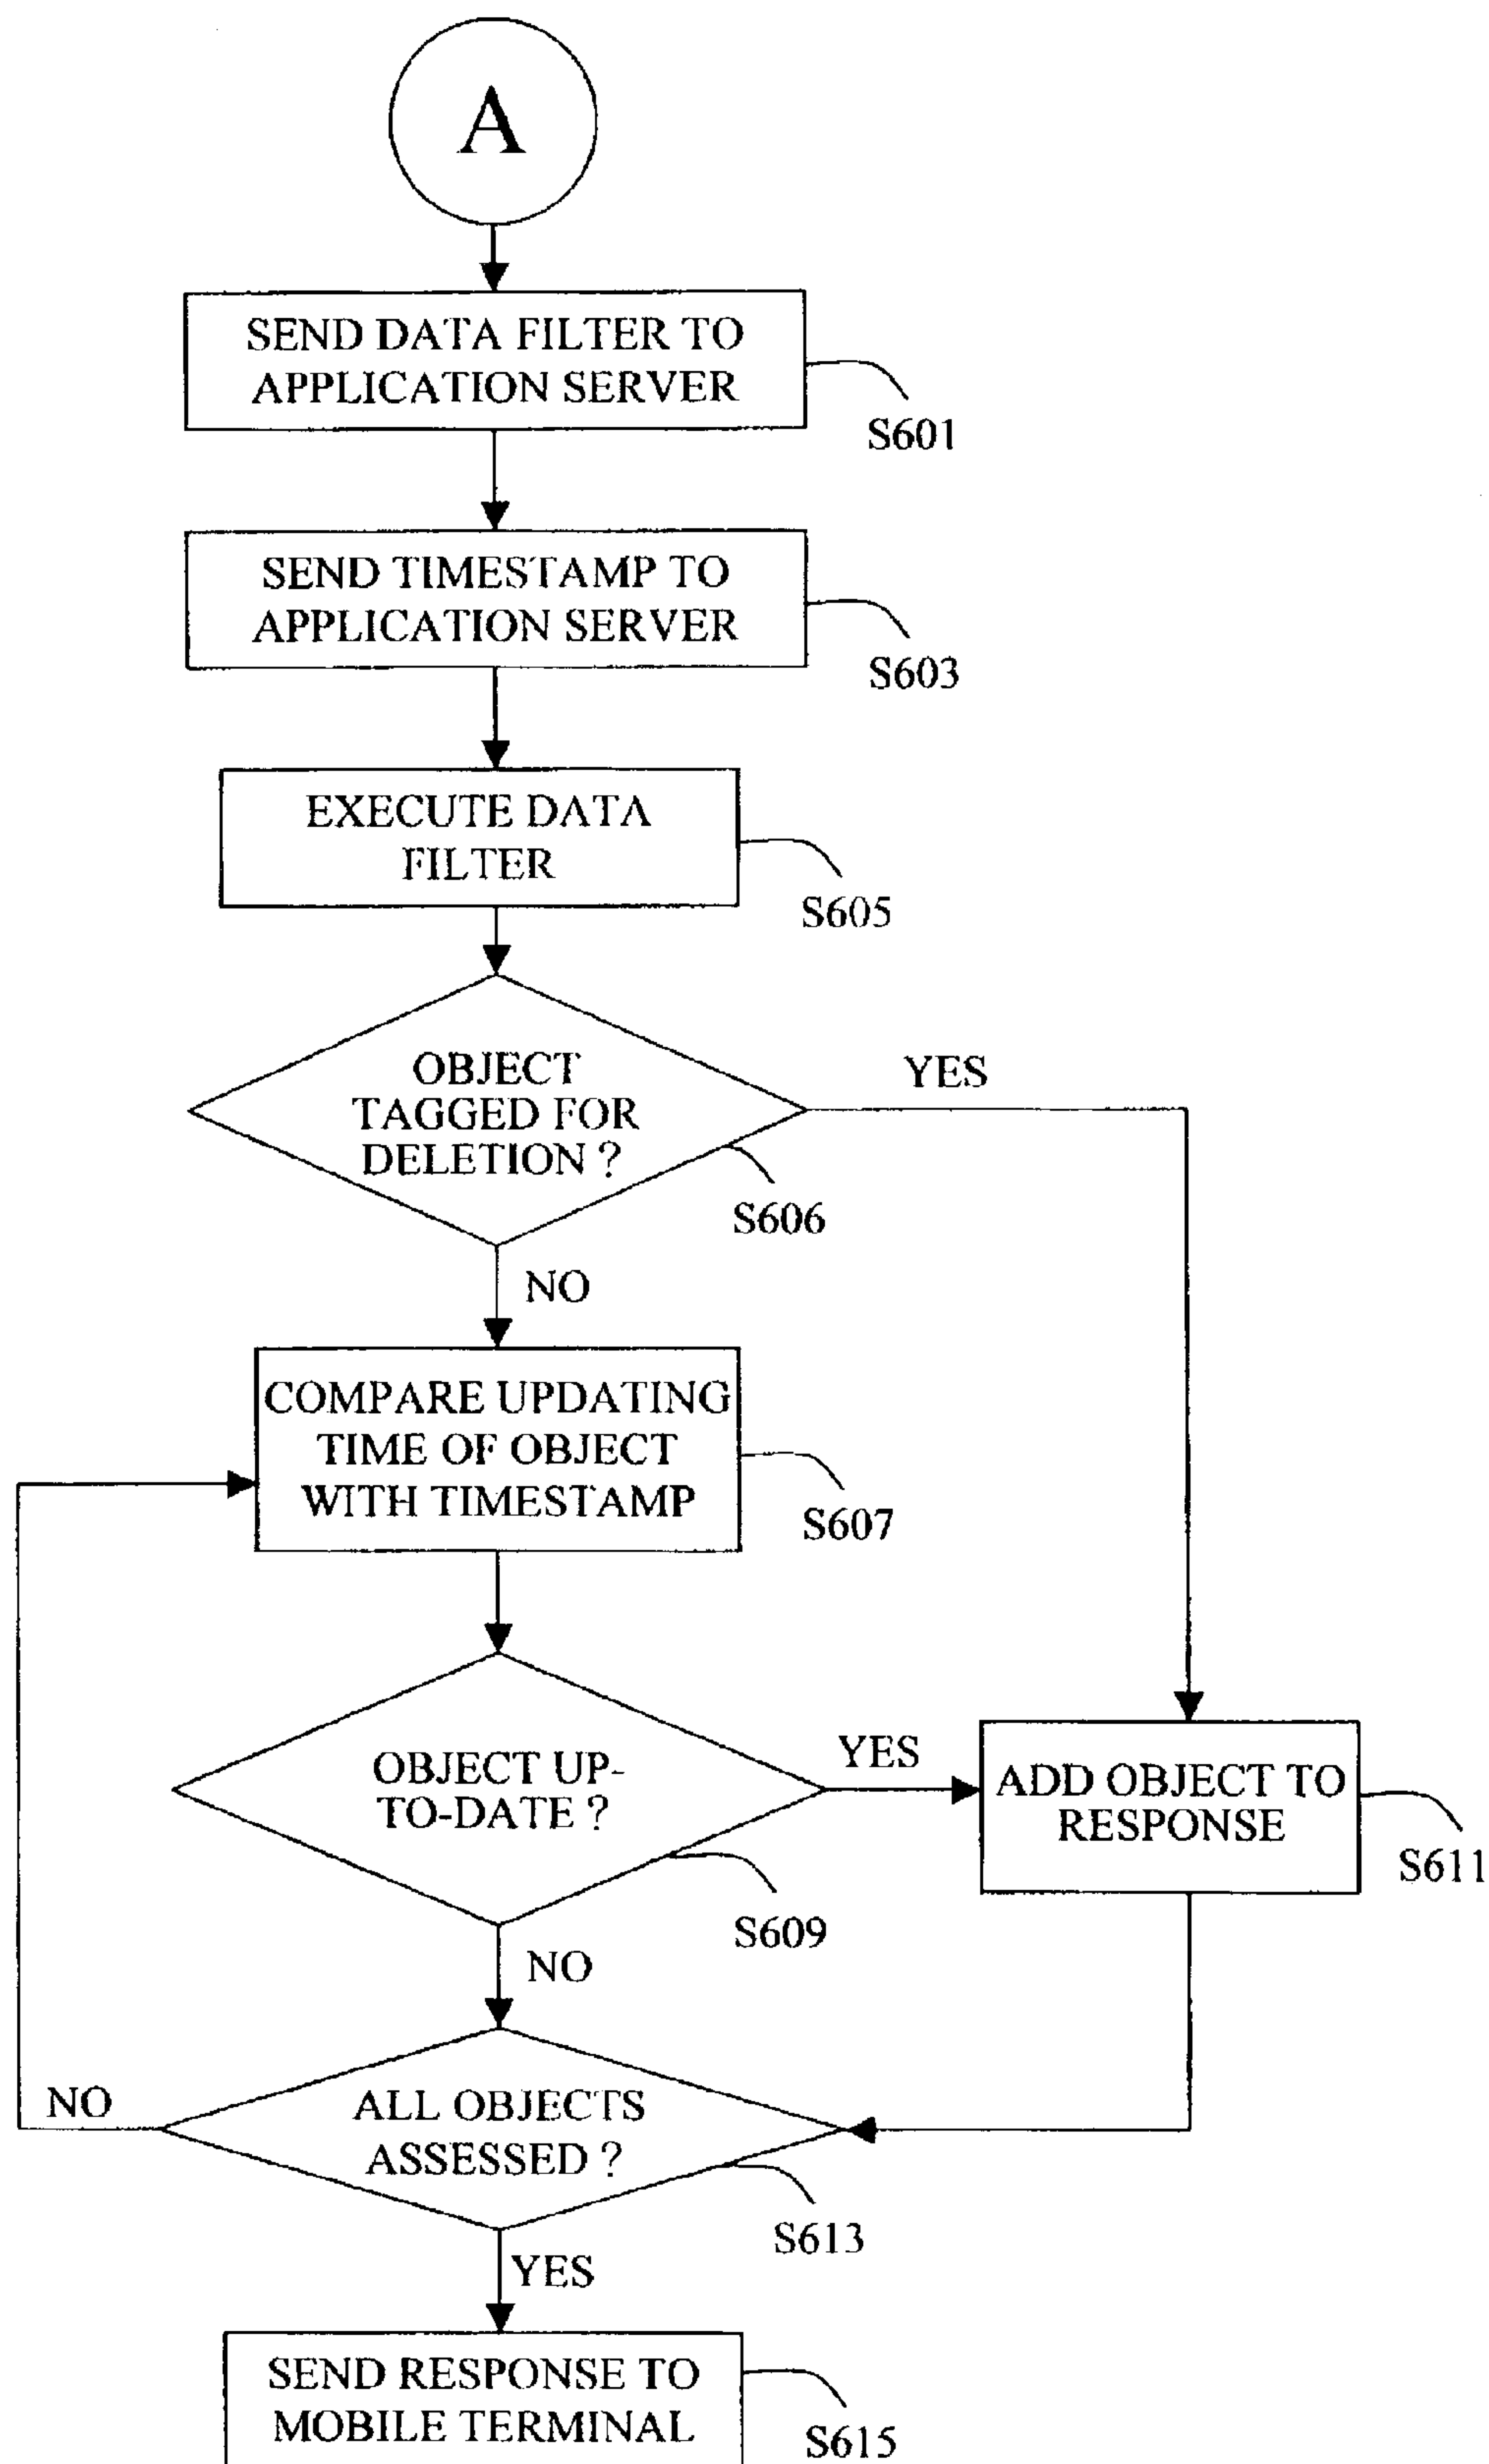 A
SEND DATA FILTER TO
APPLICATION SERVER
S601
SEND TIMESTAMP TO
APPLICATION SERVER
S603
EXECUTE DATA
FILTER
S605
OBJECT
TAGGED FOR
DELETION ?
YES
S606
NO
COMPARE UPDATING
TIME OF OBJECT
WITH TIMESTAMP
S607
OBJECT UP-
TO-DATE ?
YES
S609
ADD OBJECT TO
RESPONSE
S611
NO
ALL OBJECTS
ASSESSED ?
NO
S613
YES
SEND RESPONSE TO
MOBILE TERMINAL
S615